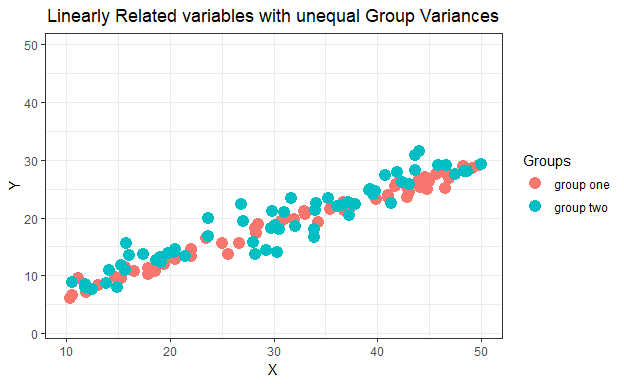 Linearly Related variables with unequal Group Variances
50
40
30
20
10
0
Y
10 20 30 40 50
X
Groups
group one
group two